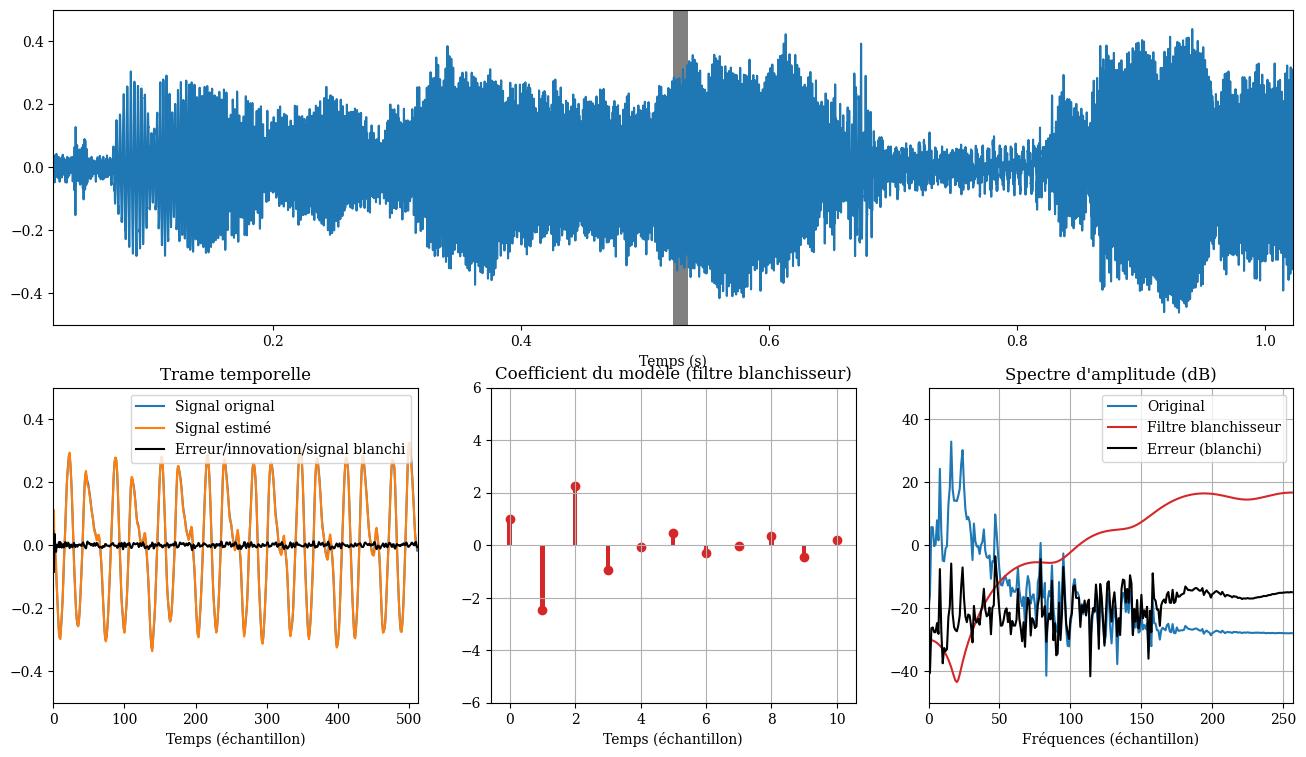 0.4
0.2
0.0
−0.2
−0.4
0.2 0.4 0.6 0.8 1.0
Temps (s)
Trame temporelle
Signal orignal
Signal estimé
Erreur/innovation/signal blanchi
0.4
0.2
0.0
−0.2
−0.4
0 100 200 300 400 500
Temps (échantillon)
Coefficient du modèle (filtre blanchisseur)
6
4
2
0
−2
−4
−6
0 2 4 6 8 10
Temps (échantillon)
Spectre d'amplitude (dB)
Original
Filtre blanchisseur
Erreur (blanchi)
40
20
0
−20
−40
0 50 100 150 200 250
Fréquences (échantillon)